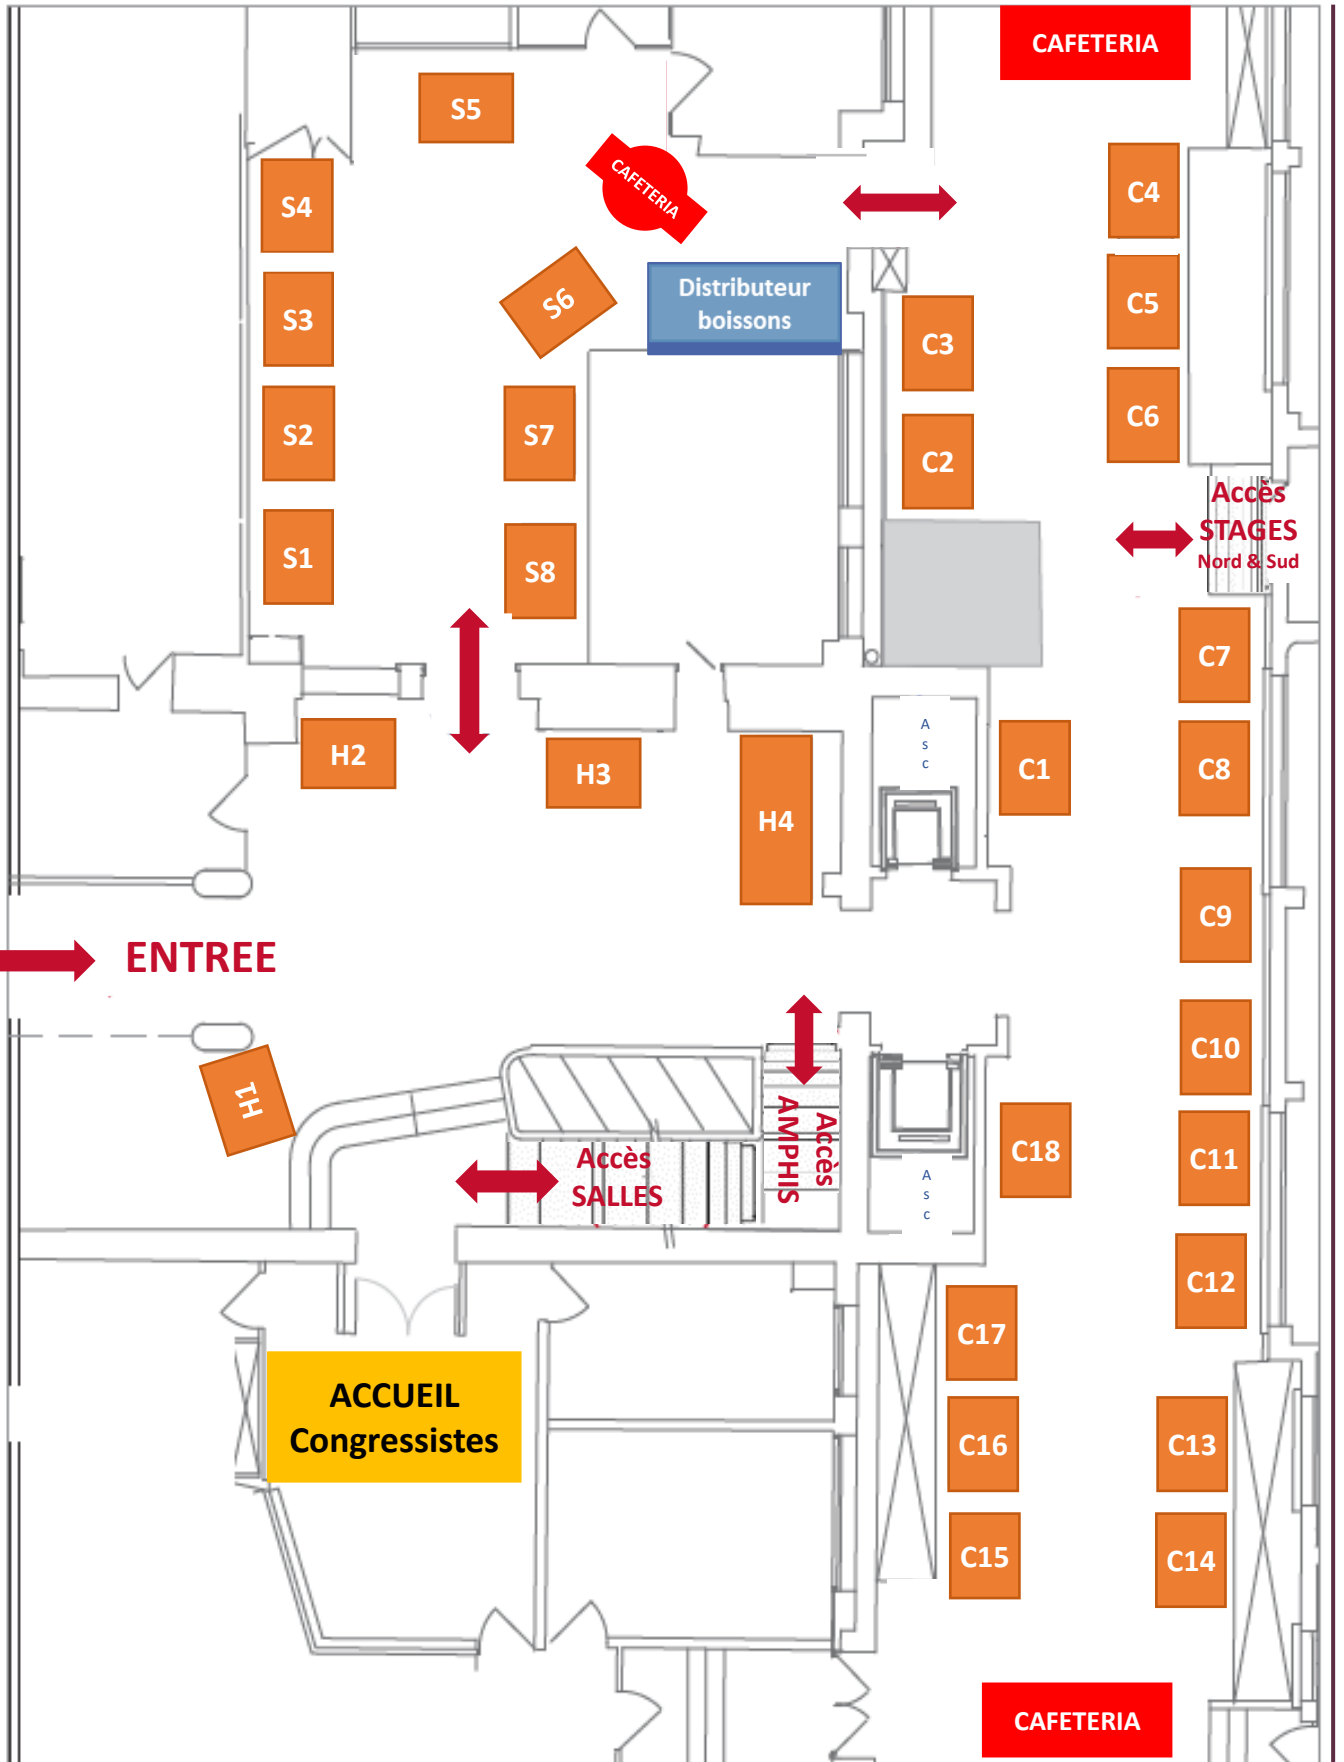 CAFETERIA
S5
CAFETERIA
S4
C4
S3
S6
Distributeur
boissons
C5
C3
S2
S7
C6
C2
Accès
STAGES
Nord & Sud
S1
S8
C7
H2
H3
A
s
c
C1
C8
H4
C9
ENTREE
C10
H1
Accès
AMPHIS
Accès
SALLES
C18
C11
A
s
c
C12
C17
ACCUEIL
Congressistes
C16
C13
C15
C14
CAFETERIA